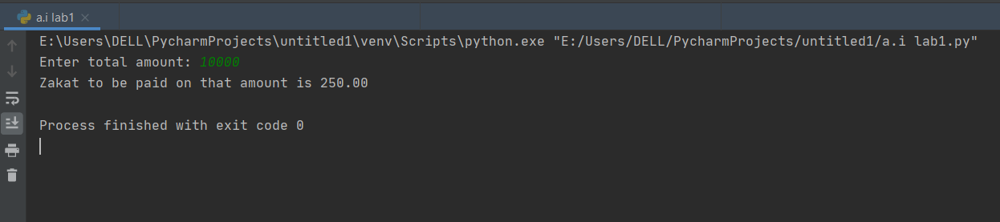 a.i lab1
E:\Users\DELL\PycharmProjects\untitled1\venv\Scripts\python.exe "E:/Users/DELL/PycharmProjects/untitled1/a.i lab1.py"
Enter total amount: 10000
Zakat to be paid on that amount is 250.00
Process finished with exit code 0